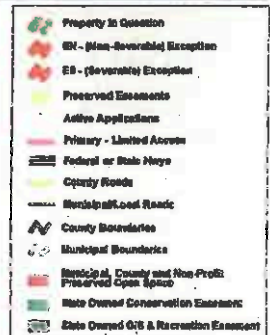 Property In Question
EN - (Non-Severable) Exception
ES - (Severable) Exception
Preserved Easements
Active Applications
Primary - Limited Access
Federal or State Hwys
County Roads
Municipal/Local Roads
County Boundaries
Municipal Boundaries
Municipal, County and Non-Profit
Preserved Open Space
State Owned Conservation Easement
State Owned O/S & Recreation Easement